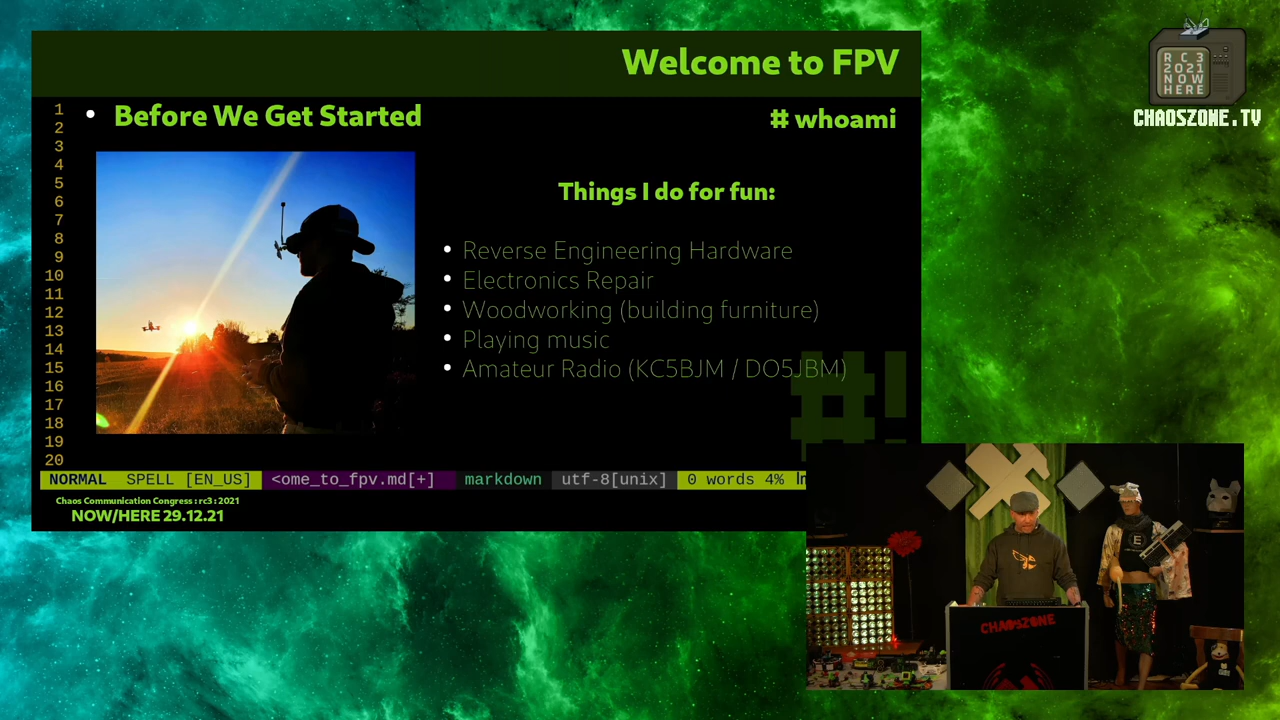 Welcome to FPV
1
2
3
4
5
6
7
8
9
10
11
12
13
14
15
16
17
18
19
20
• Before We Get Started
# whoami
Things I do for fun:
• Reverse Engineering Hardware
• Electronics Repair
• Woodworking (building furniture)
• Playing music
• Amateur Radio (KC5BJM / DO5JBM)
#!
NORMAL SPELL [EN_US] <ome_to_fpv.md[+] markdown utf-8[unix] 0 words 4%
Chaos Communication Congress : rc3 : 2021
NOW/HERE 29.12.21
RC3
2021
NOW
HERE
CHAOSZONE.TV
E
CHAOSZONE